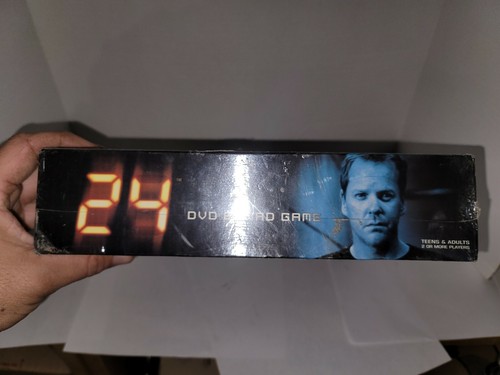 24
DVD BOARD GAME
TEENS & ADULTS
2 OR MORE PLAYERS